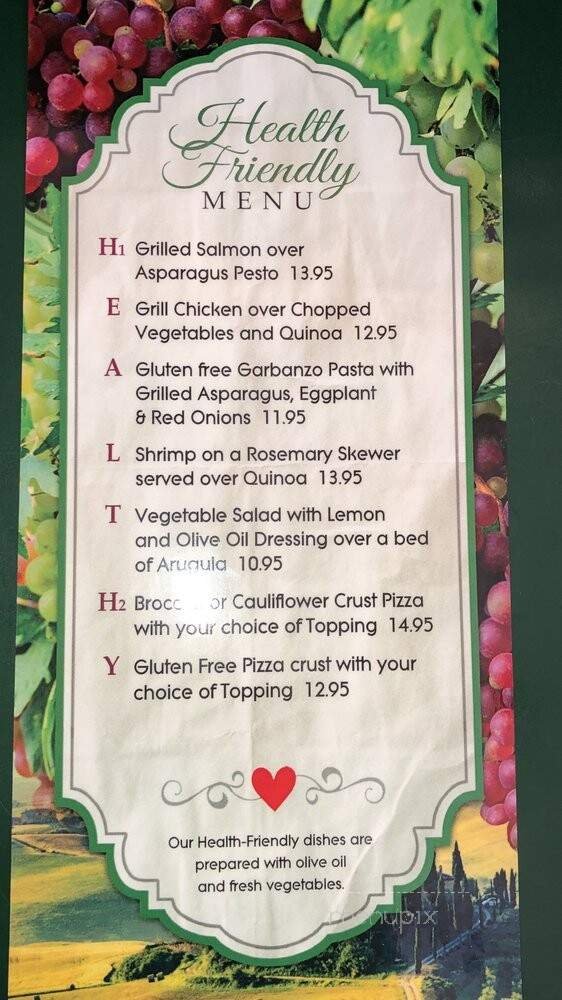 Health
Friendly
MENU
H1 Grilled Salmon over
Asparagus Pesto 13.95
E Grill Chicken over Chopped
Vegetables and Quinoa 12.95
A Gluten free Garbanzo Pasta with
Grilled Asparagus, Eggplant
& Red Onions 11.95
L Shrimp on a Rosemary Skewer
served over Quinoa 13.95
T Vegetable Salad with Lemon
and Olive Oil Dressing over a bed
of Arugula 10.95
H2 or Cauliflower Crust Pizza
with your choice of Topping 14.95
Y Gluten Free Pizza crust with your
choice of Topping 12.95
Our Health-Friendly dishes are
prepared with olive oil
and fresh vegetables.
menupix